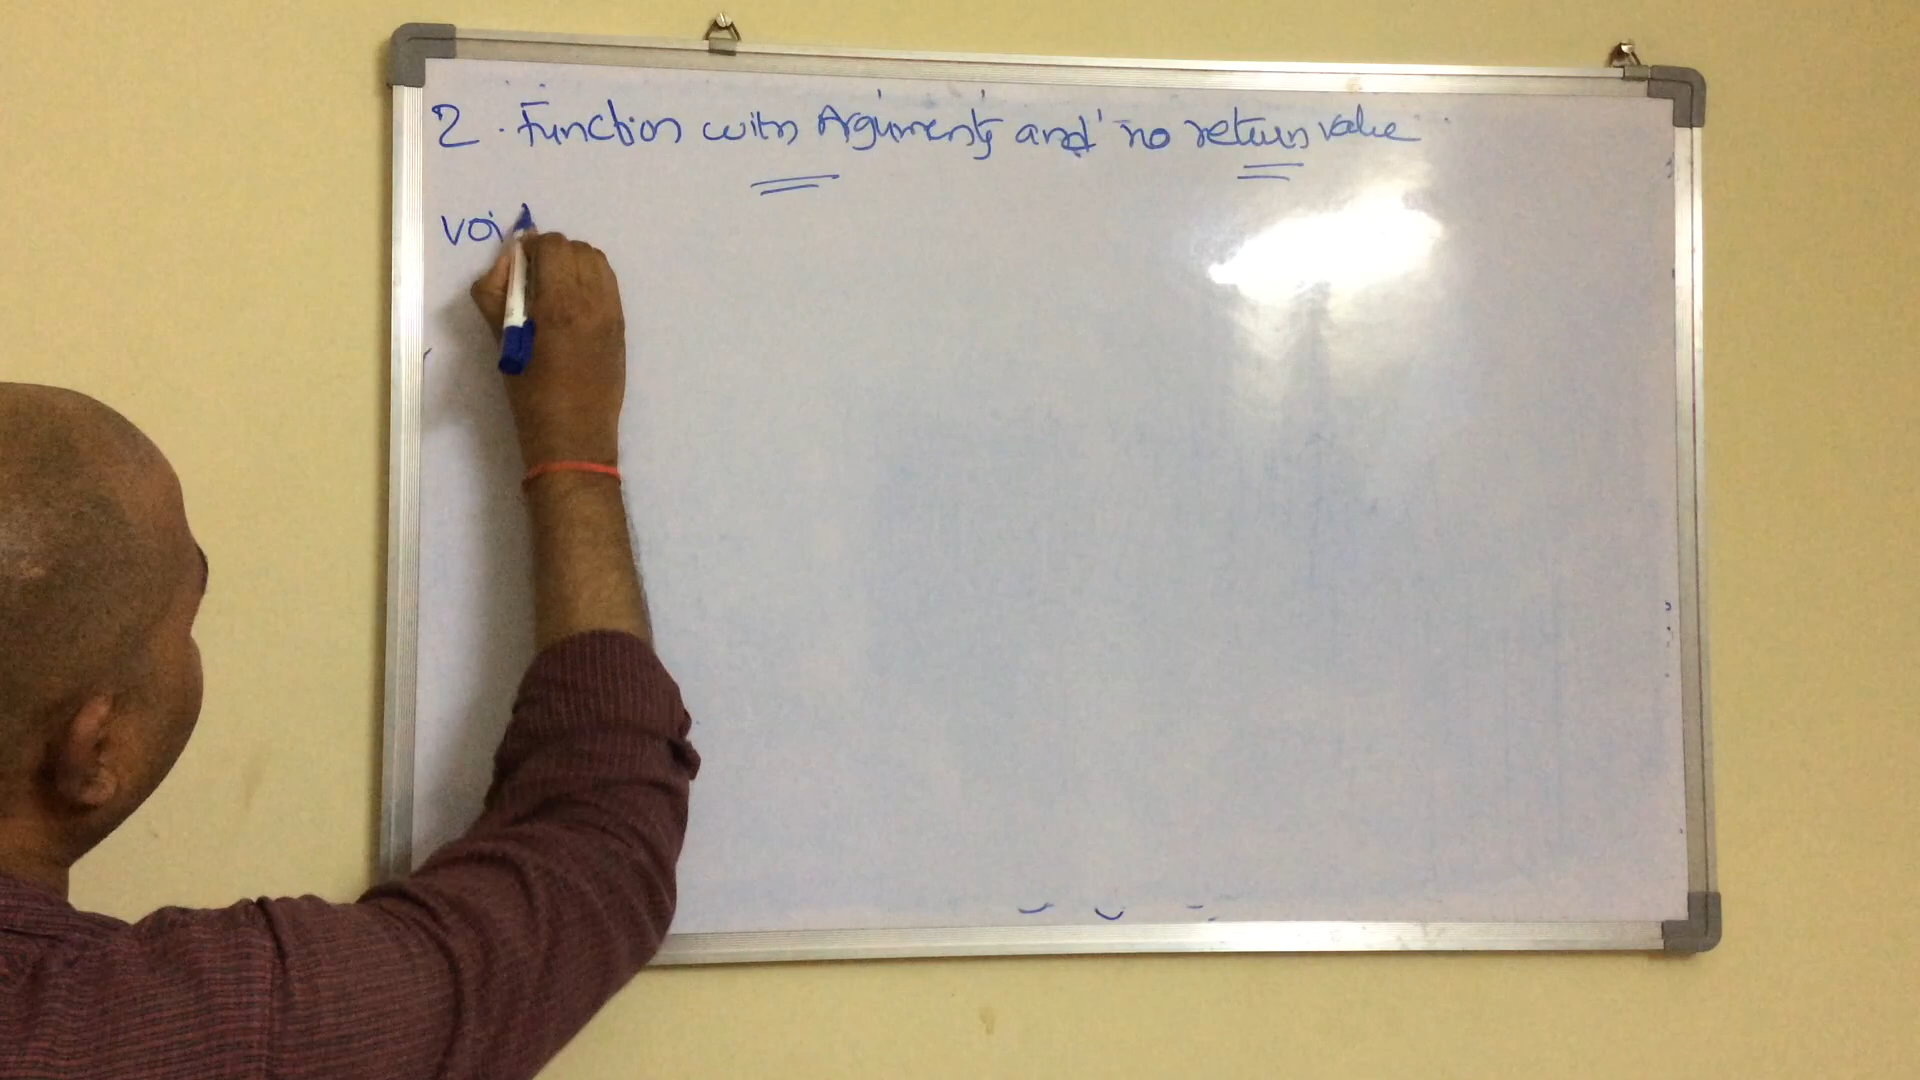 2. Function with Arguments and no return value
voi